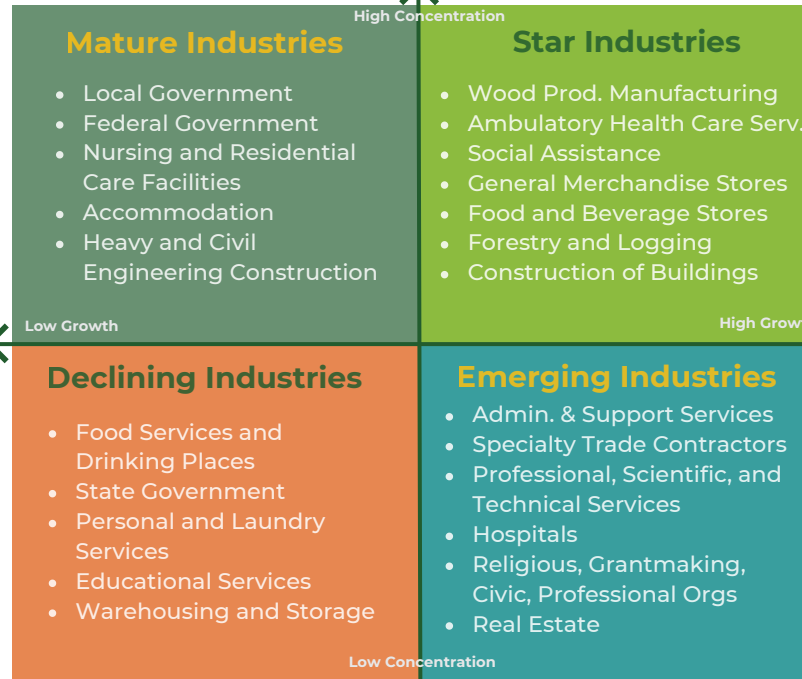 High Concentration
Mature Industries
• Local Government
• Federal Government
• Nursing and Residential
Care Facilities
• Accommodation
• Heavy and Civil
Engineering Construction
Low Growth
Star Industries
• Wood Prod. Manufacturing
• Ambulatory Health Care Serv.
• Social Assistance
• General Merchandise Stores
• Food and Beverage Stores
• Forestry and Logging
• Construction of Buildings
High Grow
Declining Industries
• Food Services and
Drinking Places
• State Government
• Personal and Laundry
Services
• Educational Services
• Warehousing and Storage
Emerging Industries
• Admin. & Support Services
• Specialty Trade Contractors
• Professional, Scientific, and
Technical Services
• Hospitals
• Religious, Grantmaking,
Civic, Professional Orgs
• Real Estate
Low Concentration